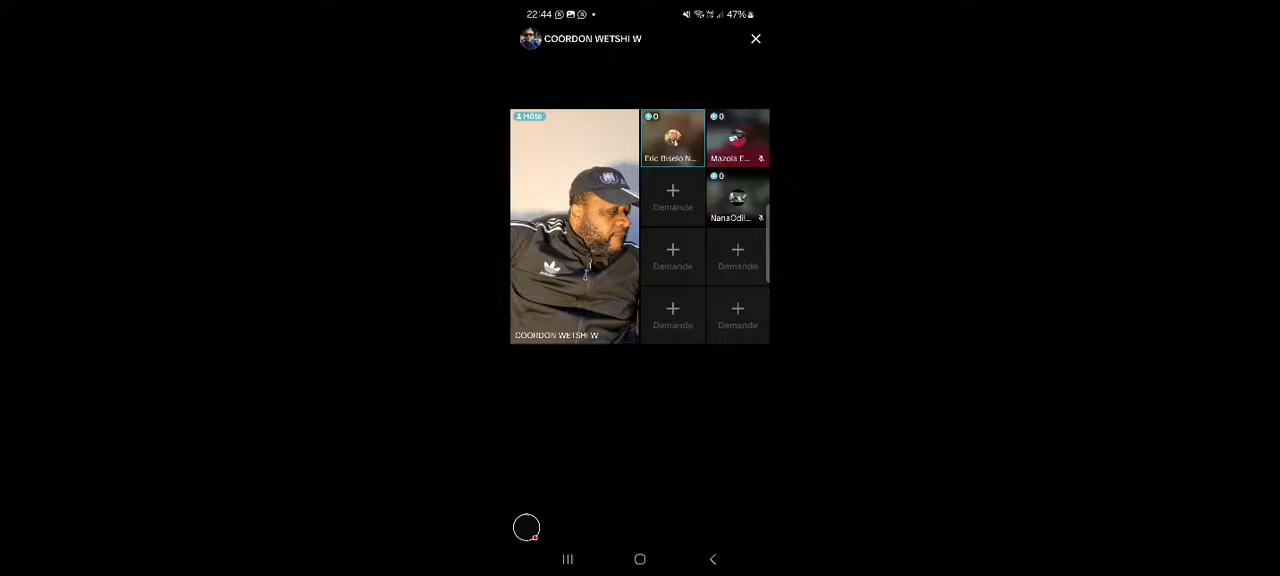 22:44
47%
COORDON WETSHI W
Hôte
0
0
Eric Biselo N...
Mazola E...
0
Demande
NanaOdil...
Demande
Demande
Demande
Demande
COORDON WETSHI W
adidas